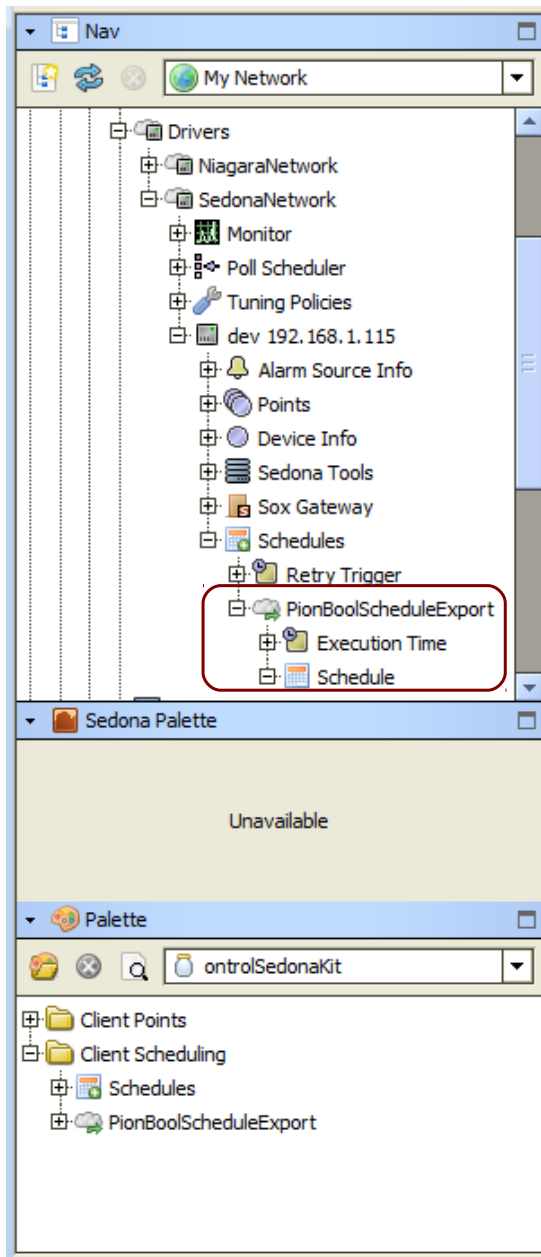 Nav
My Network
Drivers
NiagaraNetwork
SedonaNetwork
Monitor
Poll Scheduler
Tuning Policies
dev 192.168.1.115
Alarm Source Info
Points
Device Info
Sedona Tools
Sox Gateway
Schedules
Retry Trigger
PionBoolScheduleExport
Execution Time
Schedule
Sedona Palette
Unavailable
Palette
ontrolSedonaKit
Client Points
Client Scheduling
Schedules
PionBoolScheduleExport